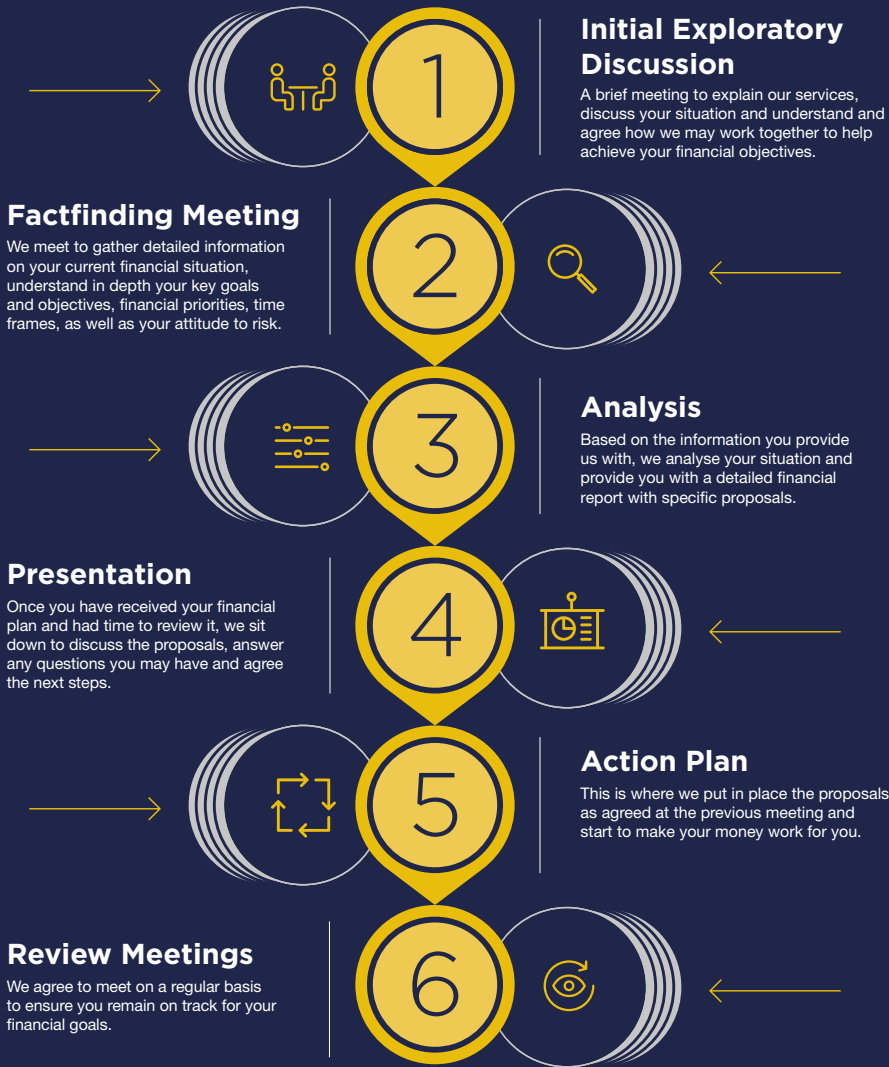 1
Initial Exploratory
Discussion
A brief meeting to explain our services,
discuss your situation and understand and
agree how we may work together to help
achieve your financial objectives.
Factfinding Meeting
We meet to gather detailed information
on your current financial situation,
understand in depth your key goals
and objectives, financial priorities, time
frames, as well as your attitude to risk.
2
3
Analysis
Based on the information you provide
us with, we analyse your situation and
provide you with a detailed financial
report with specific proposals.
Presentation
Once you have received your financial
plan and had time to review it, we sit
down to discuss the proposals, answer
any questions you may have and agree
the next steps.
4
5
Action Plan
This is where we put in place the proposals
as agreed at the previous meeting and
start to make your money work for you.
Review Meetings
We agree to meet on a regular basis
to ensure you remain on track for your
financial goals.
6